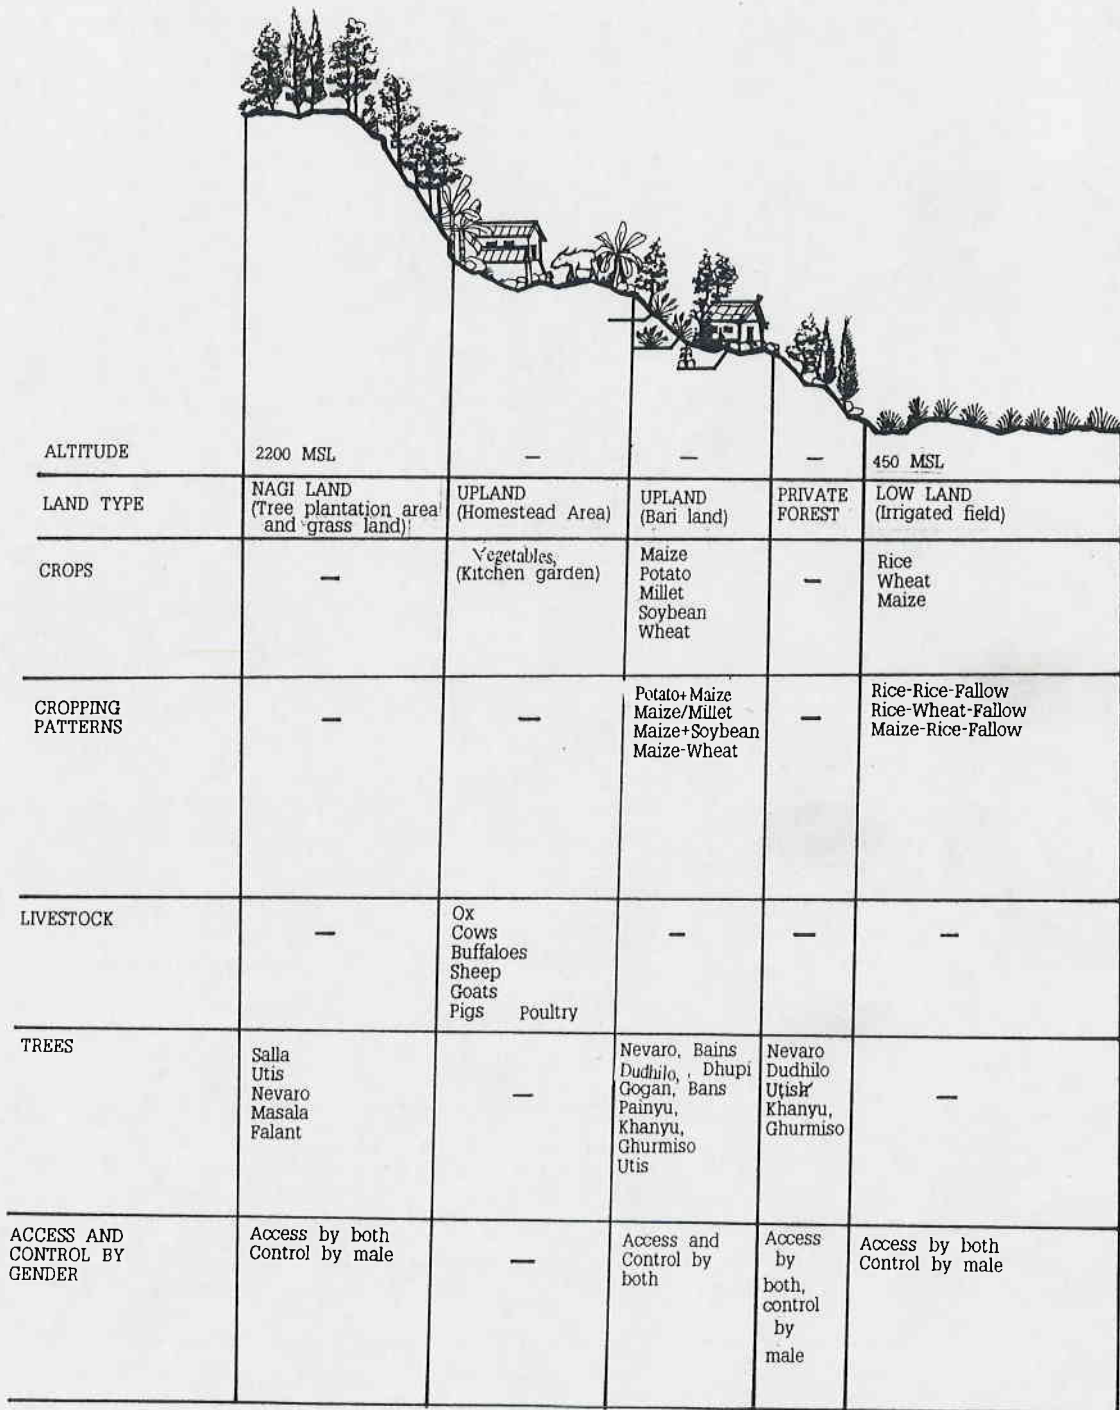 ALTITUDE 2200 MSL — — — 450 MSL
LAND TYPE
NAGI LAND
(Tree plantation area
and grass land)
UPLAND
(Homestead Area)
UPLAND
(Bari land)
PRIVATE
FOREST
LOW LAND
(Irrigated field)
CROPS
—
Vegetables,
(Kitchen garden)
Maize
Potato
Millet
Soybean
Wheat
—
Rice
Wheat
Maize
CROPPING
PATTERNS
—
—
Potato+Maize
Maize/Millet
Maize+Soybean
Maize-Wheat
—
Rice-Rice-Fallow
Rice-Wheat-Fallow
Maize-Rice-Fallow
LIVESTOCK
—
Ox
Cows
Buffaloes
Sheep
Goats
Pigs Poultry
—
—
—
TREES
Salla
Utis
Nevaro
Masala
Falant
—
Nevaro, Bains
Dudhilo, , Dhupi
Gogan, Bans
Painyu,
Khanyu,
Ghurmiso
Utis
Nevaro
Dudhilo
Utis
Khanyu,
Ghurmiso
—
ACCESS AND
CONTROL BY
GENDER
Access by both
Control by male
—
Access and
Control by
both
Access
by
both,
control
by
male
Access by both
Control by male